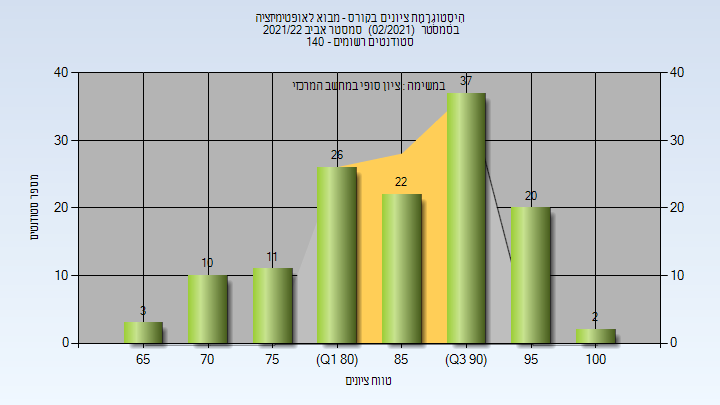 הִיסְטוֹגְרַמַת ציונים בקורס - מבוא לאופטימיזציה
בסמסטר (02/2021) סמסטר אביב 2021/22
סטודנטים רשומים - 140
במשימה : ציון סופי במחשב המרכזי
מספר סטודנטים
40 40
30 30
20 20
10 10
0 0
3 10 11 26 22 37 20 2
65 70 75 (Q1 80) 85 (Q3 90) 95 100
טווח ציונים